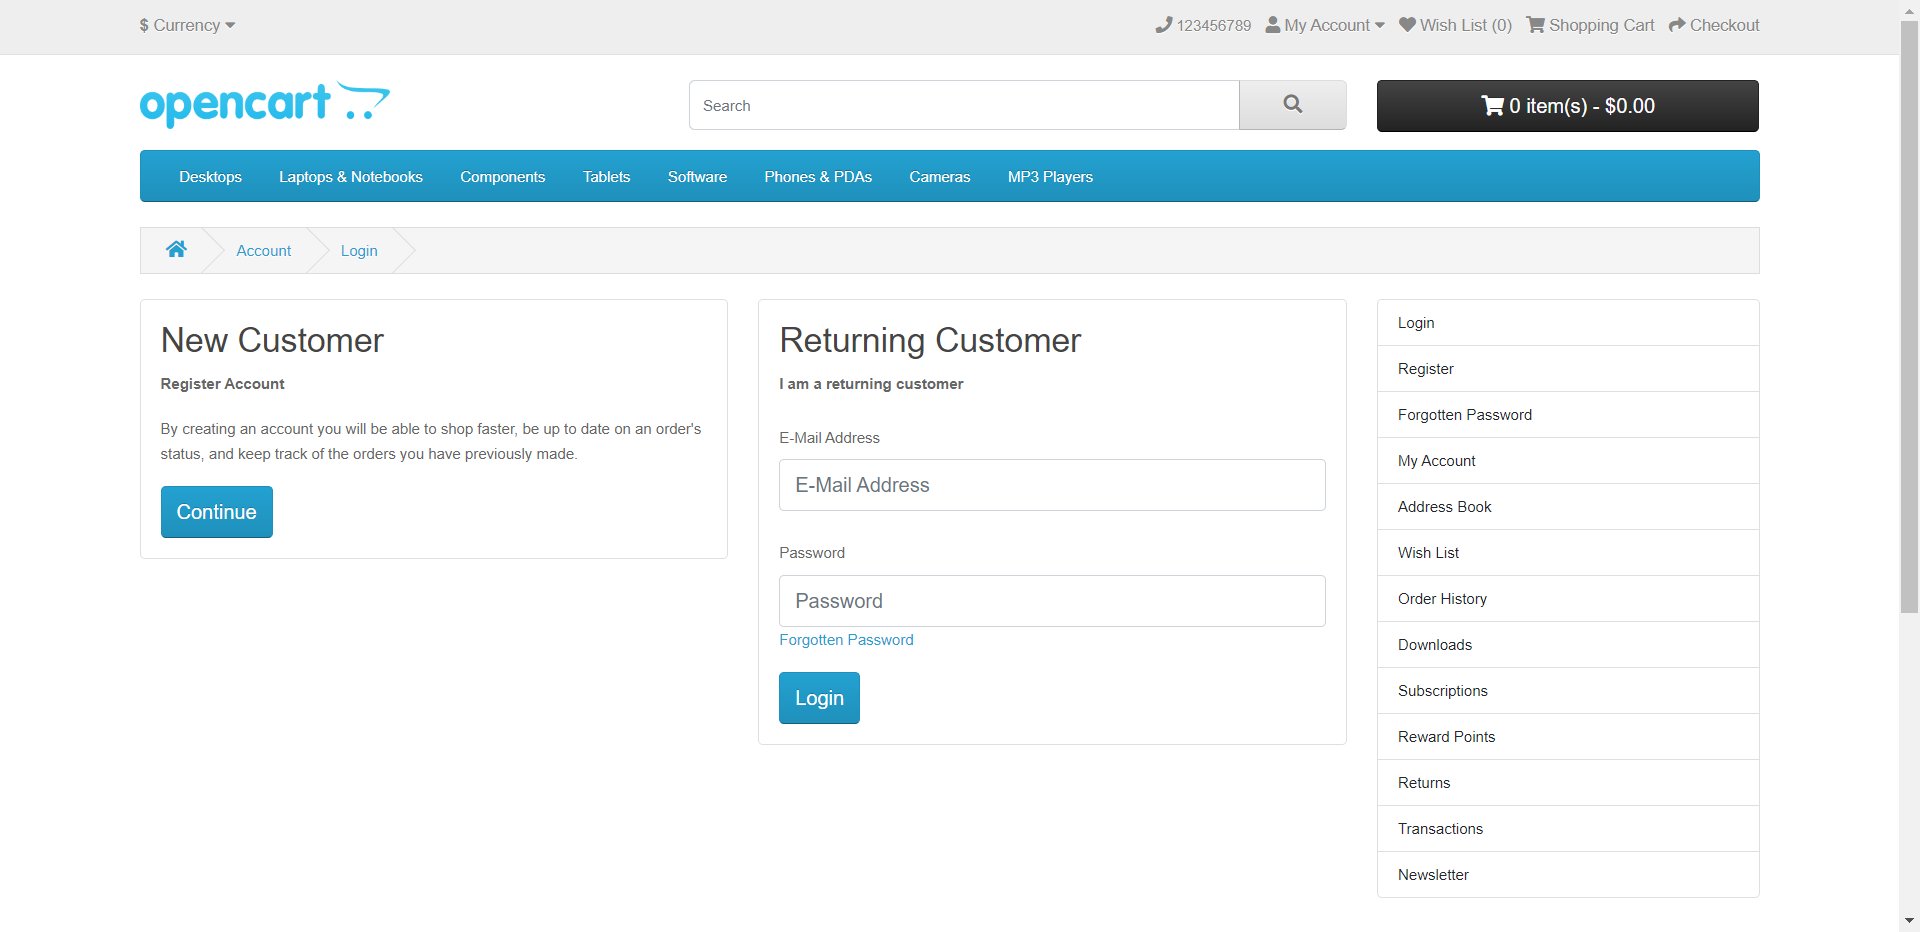 $ Currency
123456789 My Account Wish List (0) Shopping Cart Checkout
opencart
Search
0 item(s) - $0.00
Desktops Laptops & Notebooks Components Tablets Software Phones & PDAs Cameras MP3 Players
Account Login
New Customer
Register Account
By creating an account you will be able to shop faster, be up to date on an order's
status, and keep track of the orders you have previously made.
Continue
Returning Customer
I am a returning customer
E-Mail Address
E-Mail Address
Password
Password
Forgotten Password
Login
Login
Register
Forgotten Password
My Account
Address Book
Wish List
Order History
Downloads
Subscriptions
Reward Points
Returns
Transactions
Newsletter